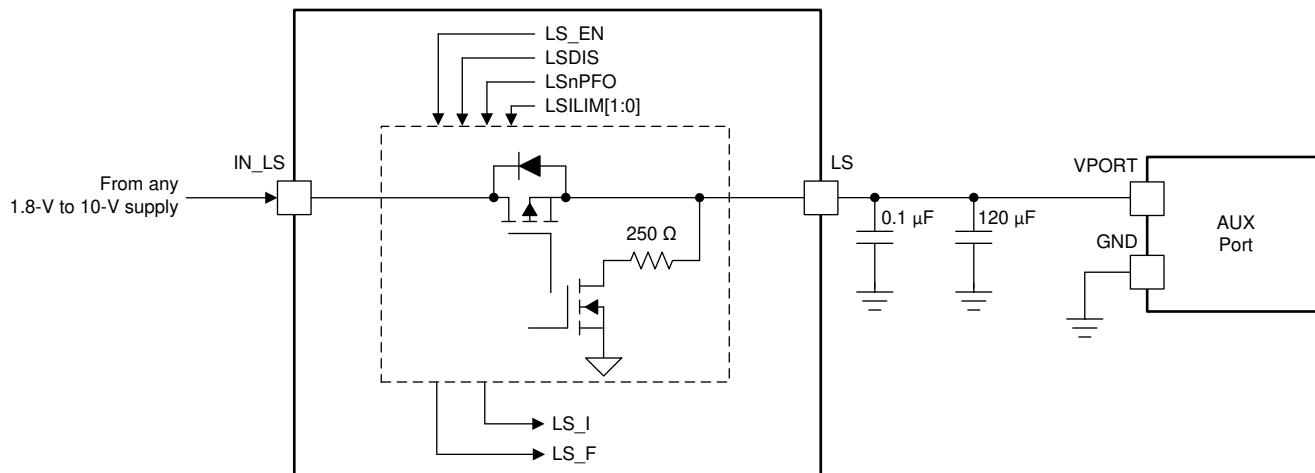 LS_EN
LSDIS
LSnPFO
LSILIM[1:0]
IN_LS
LS
VPORT
From any
1.8-V to 10-V supply
0.1 µF
120 µF
AUX
Port
250 Ω
GND
LS_I
LS_F